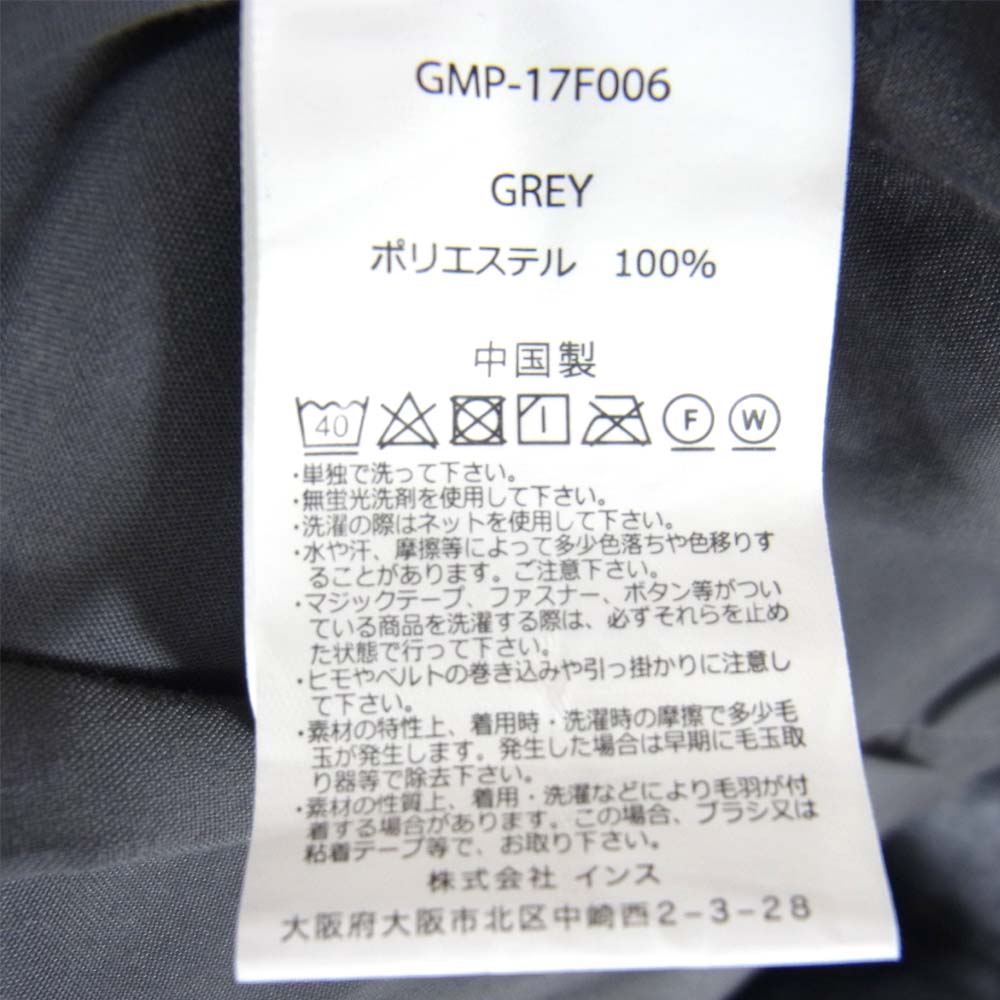 GMP-17F006
GREY
ポリエステル 100%
中国製
40 F W
・単独で洗って下さい。
・無蛍光洗剤を使用して下さい。
・洗濯の際はネットを使用して下さい。
・水や汗、摩擦等によって多少色落ちや色移りす
ることがあります。ご注意下さい。
・マジックテープ、ファスナー、ボタン等がつい
ている商品を洗濯する際は、必ずそれらを止め
た状態で行って下さい。
・ヒモやベルトの巻き込みや引っ掛かりに注意し
て下さい。
・素材の特性上、着用時・洗濯時の摩擦で多少毛
玉が発生します。発生した場合は早期に毛玉取
り器等で除去下さい。
・素材の性質上、着用・洗濯などにより毛羽が付
着する場合があります。この場合、ブラシ又は
粘着テープ等で、お取り下さい。
株式会社 インス
大阪府大阪市北区中崎西2-3-28